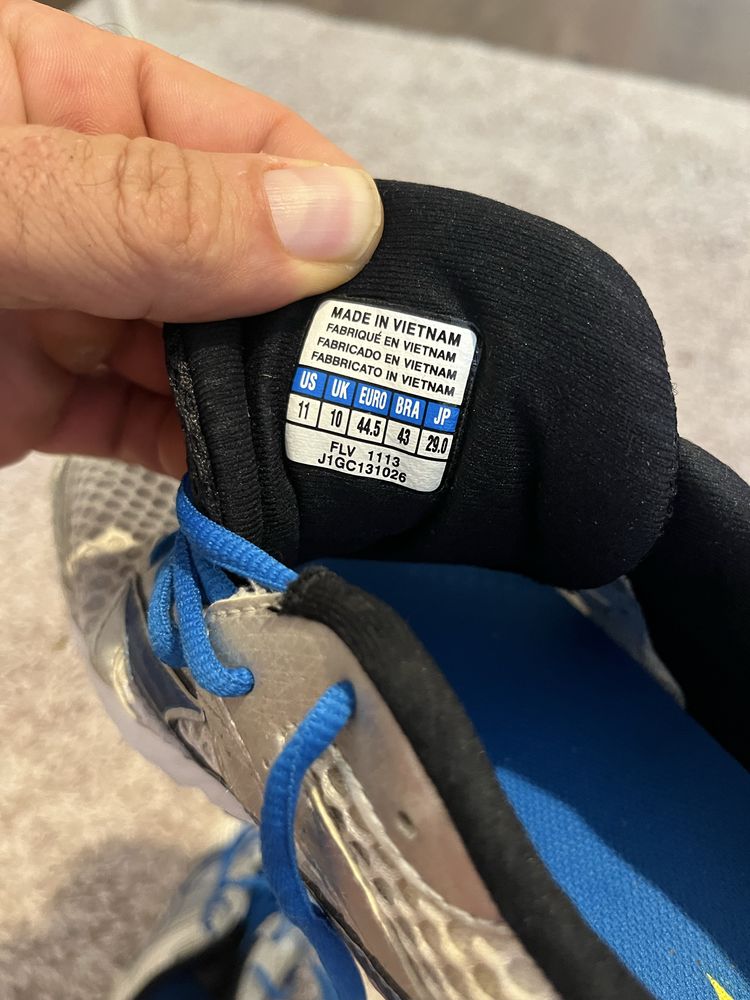 MADE IN VIETNAM
FABRIQUÉ EN VIETNAM
FABRICADO EN VIETNAM
FABBRICATO IN VIETNAM
US UK EURO BRA JP
11 10 44.5 43 29.0
FLV 1113
J1GC131026